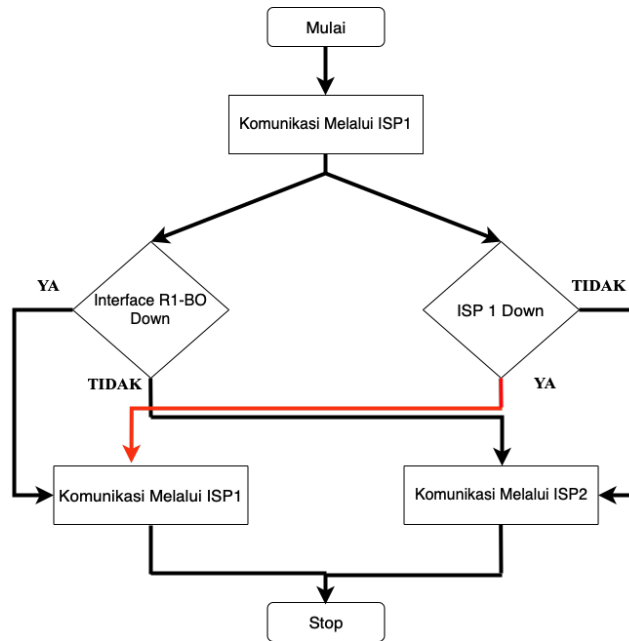 Mulai
Komunikasi Melalui ISP1
YA
Interface R1-BO
Down
ISP 1 Down
TIDAK
TIDAK
YA
Komunikasi Melalui ISP1
Komunikasi Melalui ISP2
Stop